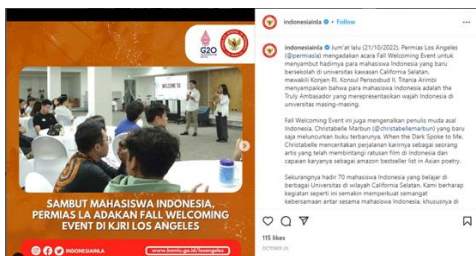 G20
WELCOME TO
SAMBUT MAHASISWA INDONESIA,
PERMIAS LA ADAKAN FALL WELCOMING
EVENT DI KJRI LOS ANGELES
INDONESIAINLA
www.kemlu.go.id/losangeles
indonesiainla • Follow
indonesiainla Jum'at lalu (21/10/2022), Permias Los Angeles
(@permiasla) mengadakan acara Fall Welcoming Event untuk
menyambut hadirnya para mahasiswa Indonesia yang baru
bersekolah di universitas kawasan California Selatan.
mewakili Konjen RI, Konsul Pensosbud II, Titania Arimbi
menyampaikan bahwa para mahasiswa Indonesia adalah the
Truly Ambassador yang merepresentasikan wajah Indonesia di
universitas masing-masing.
Fall Welcoming Event ini juga mengenalkan penulis muda asal
Indonesia, Christabelle Marbun (@christabellemarbun) yang baru
saja meluncurkan buku terbarunya, When the Dark Spoke to Me.
Christabelle menceritakan perjalanan karirnya sebagai seorang
artis yang telah membintangi ratusan film di Indonesia dan
capaian karyanya sebagai amazon bestseller list in Asian poetry.
Sekurangnya hadir 70 mahasiswa Indonesia yang belajar di
berbagai Universitas di wilayah California Selatan. Kami berharap
kegiatan seperti ini semakin memperkuat semangat
kebersamaan antar sesama mahasiswa Indonesia, khususnya di
115 likes